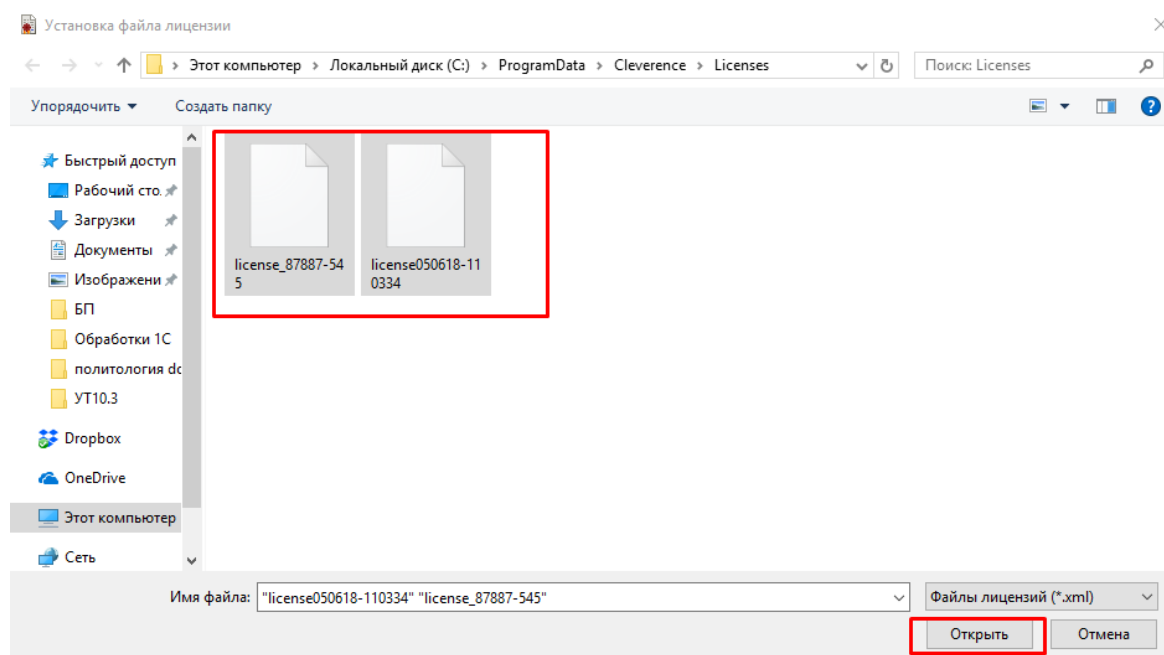 Установка файла лицензии
Этот компьютер > Локальный диск (C:) > ProgramData > Cleverence > Licenses
Поиск: Licenses
Упорядочить
Создать папку
Быстрый доступ
Рабочий сто.
Загрузки
Документы
Изображени
БП
Обработки 1С
политология dc
УТ10.3
Dropbox
OneDrive
Этот компьютер
Сеть
license_87887-54
5
license050618-11
0334
Имя файла: "license050618-110334" "license_87887-545"
Файлы лицензий (*.xml)
Открыть
Отмена